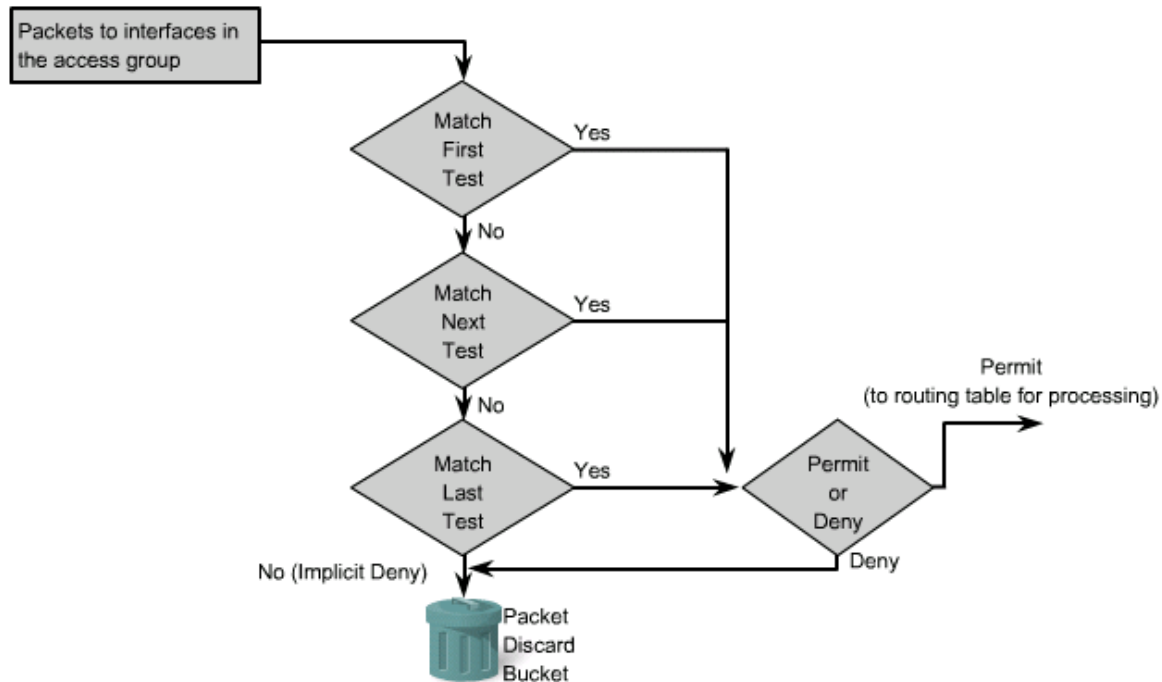 Packets to interfaces in
the access group
Match
First
Test
Yes
No
Match
Next
Test
Yes
No
Match
Last
Test
Yes
Permit
or
Deny
Permit
(to routing table for processing)
Deny
No (Implicit Deny)
Packet
Discard
Bucket